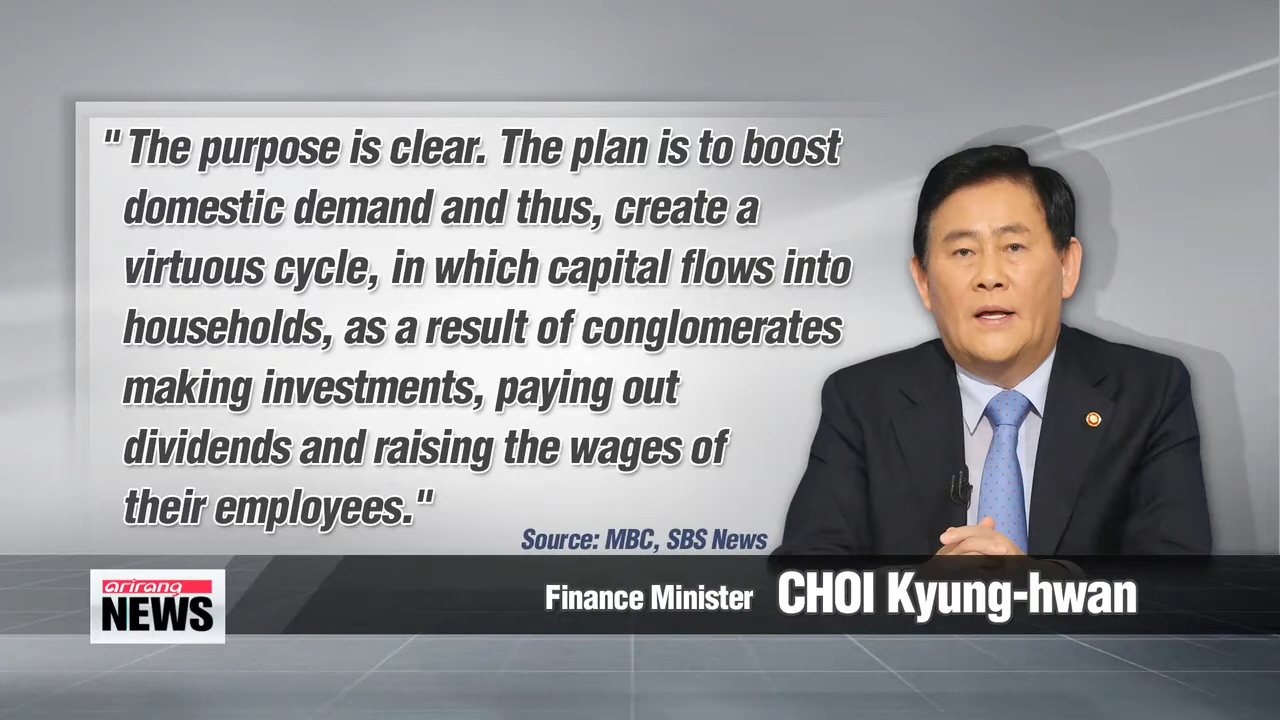 " The purpose is clear. The plan is to boost
domestic demand and thus, create a
virtuous cycle, in which capital flows into
households, as a result of conglomerates
making investments, paying out
dividends and raising the wages of
their employees."
Source: MBC, SBS News
arirang
NEWS
Finance Minister CHOI Kyung-hwan